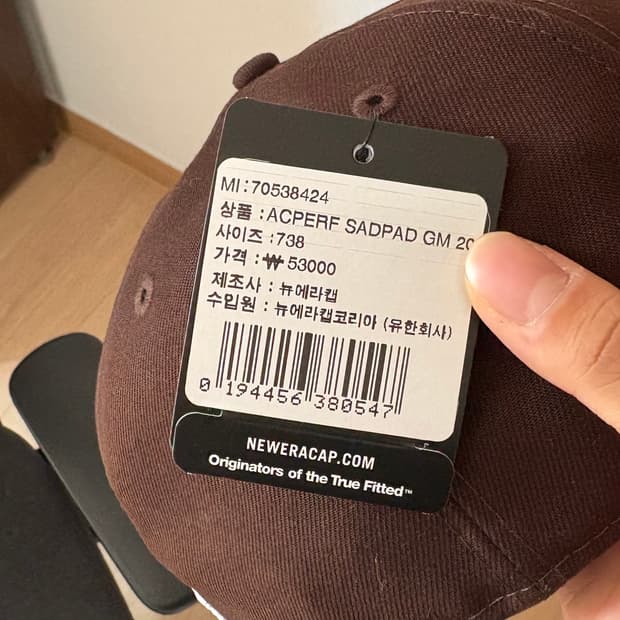 MI:70538424
상품 :ACPERF SADPAD GM 20
사이즈 :738
가격 : ₩ 53000
제조사 : 뉴에라캡
수입원 : 뉴에라캡코리아 (유한회사)
0 194456 380547
NEWERACAP.COM
Originators of the True Fitted™